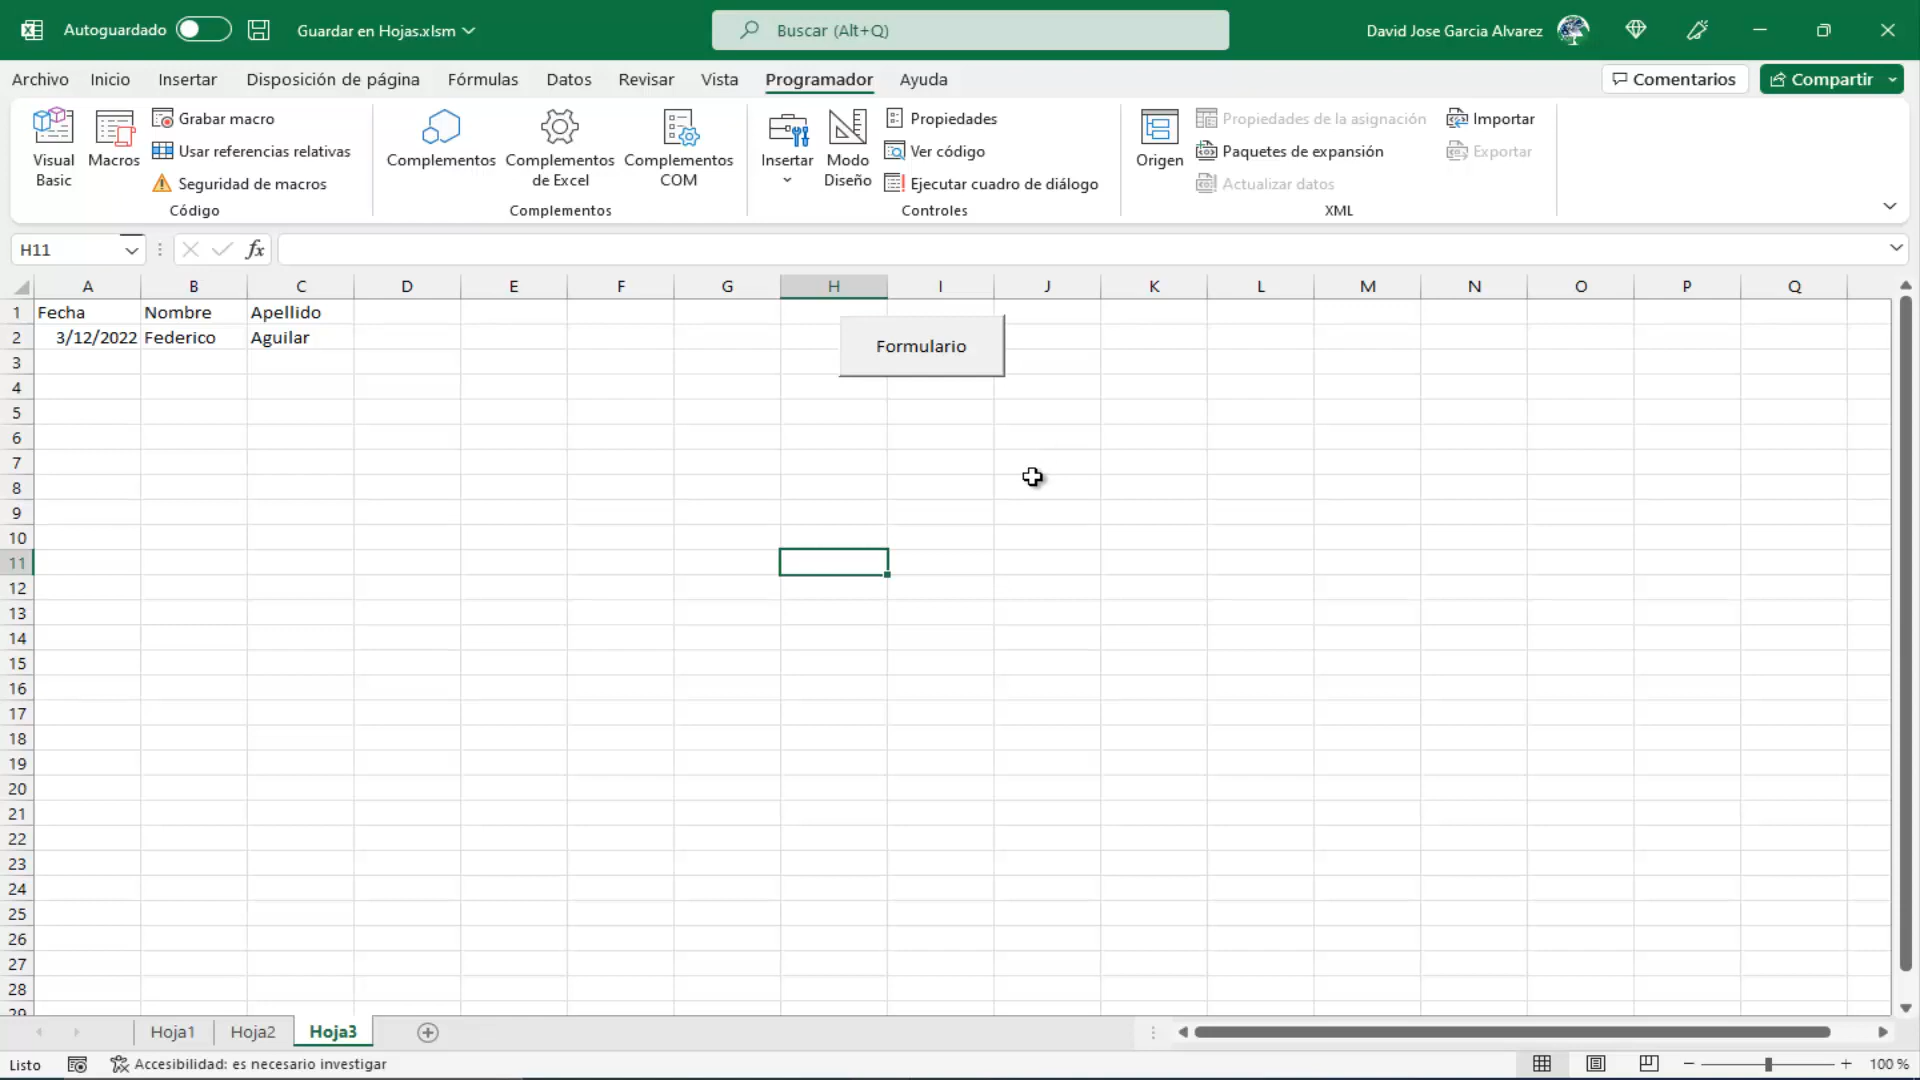 Autoguardado
Guardar en Hojas.xlsm
Buscar (Alt+Q)
David Jose Garcia Alvarez
Archivo Inicio Insertar Disposición de página Fórmulas Datos Revisar Vista Programador Ayuda
Comentarios
Compartir
Visual Basic
Macros
Grabar macro
Usar referencias relativas
Seguridad de macros
Código
Complementos
Complementos de Excel
Complementos COM
Complementos
Insertar
Modo Diseño
Propiedades
Ver código
Ejecutar cuadro de diálogo
Controles
Origen
Propiedades de la asignación
Paquetes de expansión
Actualizar datos
Importar
Exportar
XML
H11
fx
A B C D E F G H I J K L M N O P Q
1 Fecha Nombre Apellido
2 3/12/2022 Federico Aguilar
Formulario
3
4
5
6
7
8
9
10
11
12
13
14
15
16
17
18
19
20
21
22
23
24
25
26
27
28
29
Hoja1 Hoja2 Hoja3
Listo
Accesibilidad: es necesario investigar
100 %